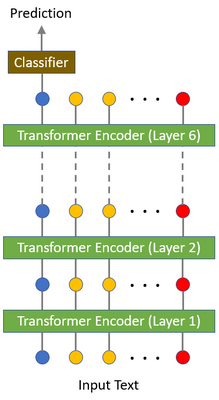 Prediction
Classifier
Transformer Encoder (Layer 6)
Transformer Encoder (Layer 2)
Transformer Encoder (Layer 1)
Input Text